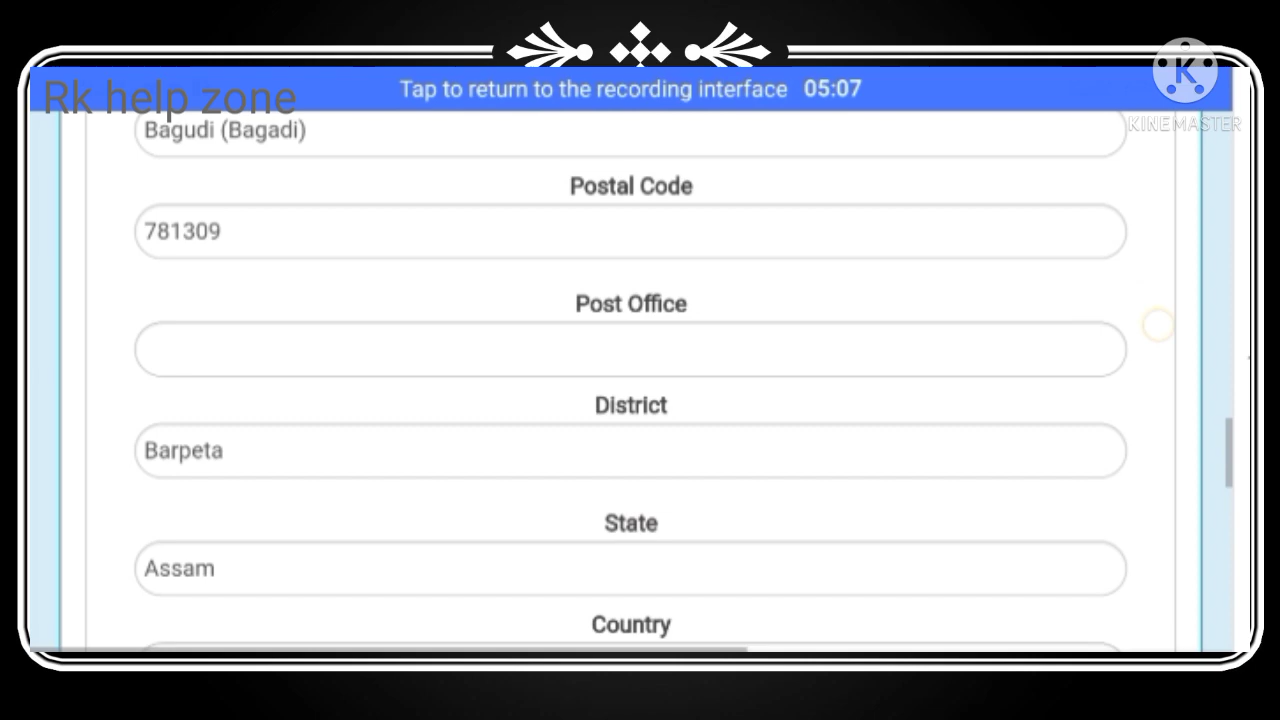 Rk help zone
Tap to return to the recording interface 05:07
KINEMASTER
Bagudi (Bagadi)
Postal Code
781309
Post Office
District
Barpeta
State
Assam
Country